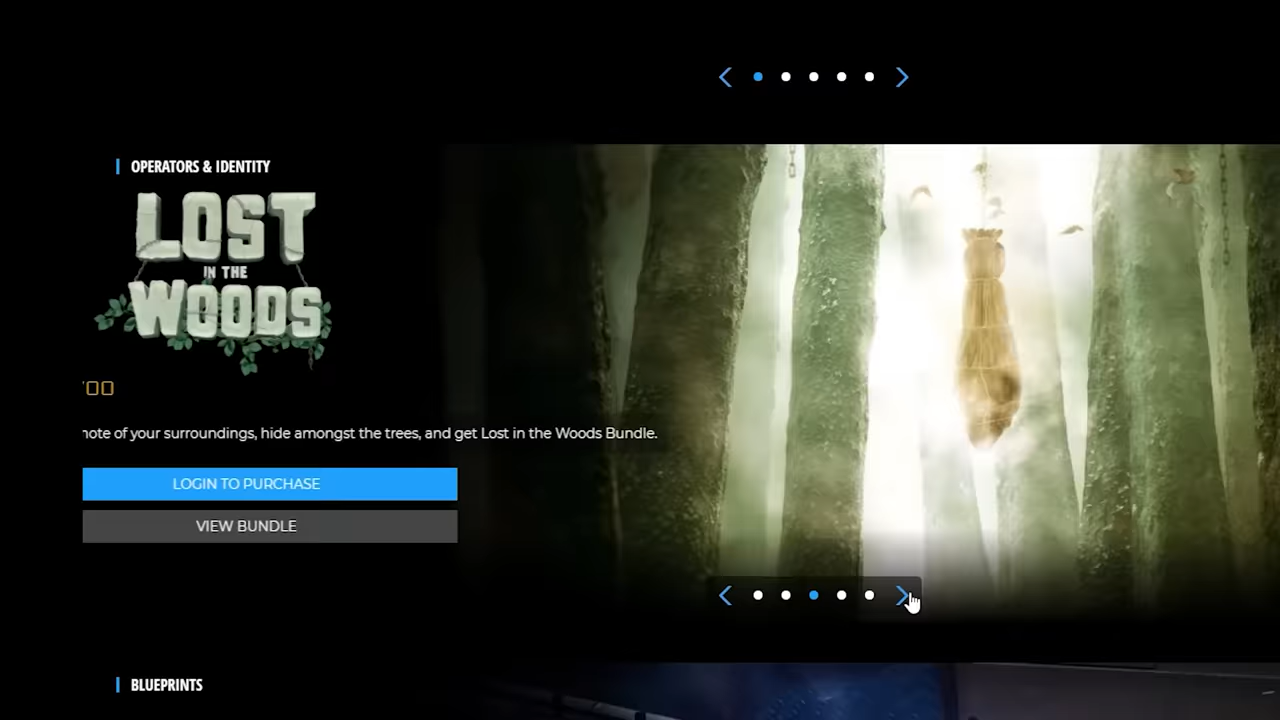 OPERATORS & IDENTITY
LOST
IN THE
WOODS
of your surroundings, hide amongst the trees, and get Lost in the Woods Bundle.
LOGIN TO PURCHASE
VIEW BUNDLE
BLUEPRINTS